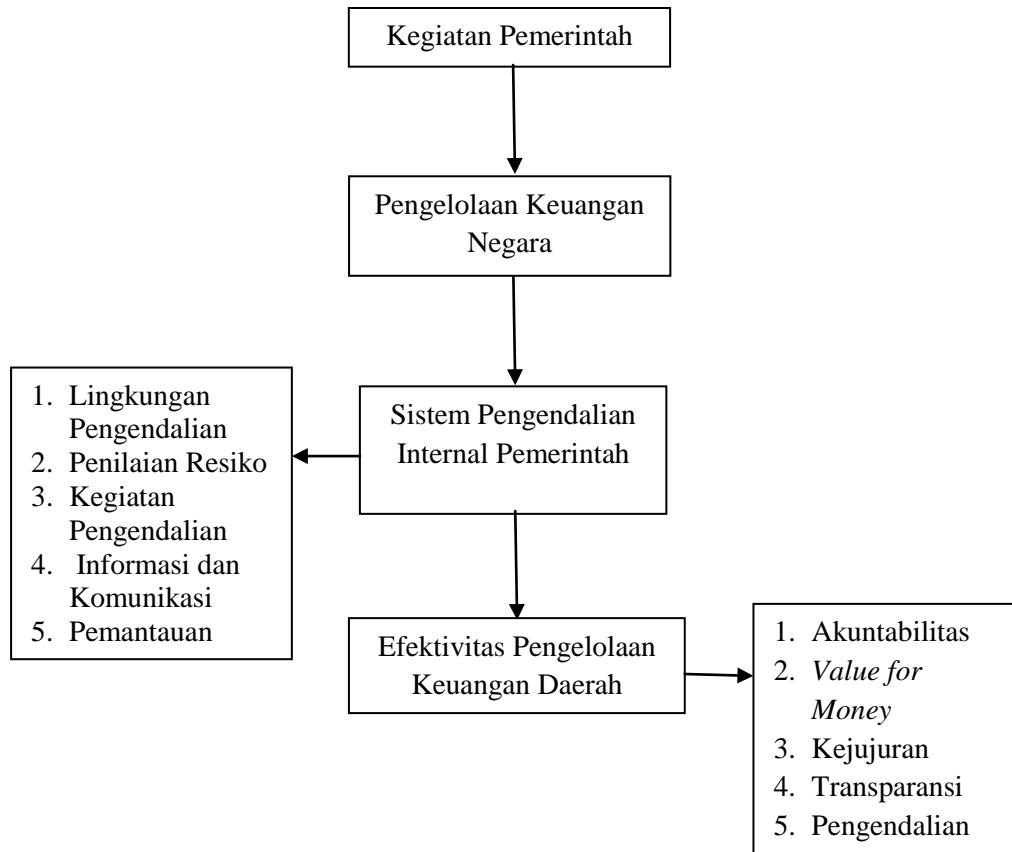 Kegiatan Pemerintah
Pengelolaan Keuangan
Negara
Sistem Pengendalian
Internal Pemerintah
1. Lingkungan
Pengendalian
2. Penilaian Resiko
3. Kegiatan
Pengendalian
4. Informasi dan
Komunikasi
5. Pemantauan
Efektivitas Pengelolaan
Keuangan Daerah
1. Akuntabilitas
2. Value for
Money
3. Kejujuran
4. Transparansi
5. Pengendalian